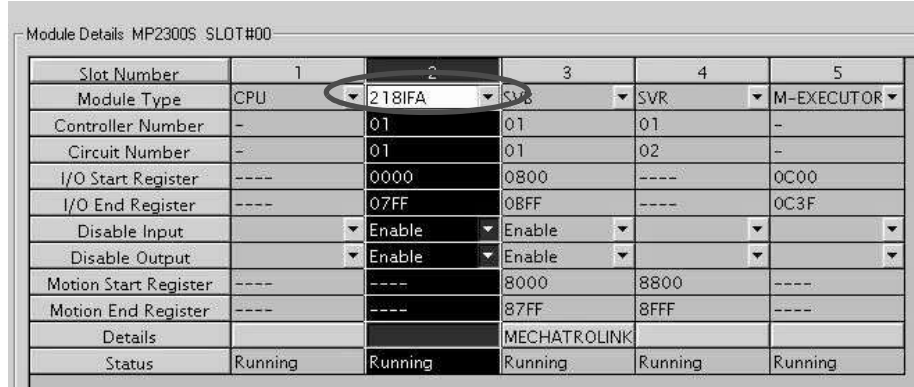 Module Details MP2300S SLOT#00
Slot Number 1 2 3 4 5
Module Type CPU 218IFA SVB SVR M-EXECUTOR
Controller Number - 01 01 01 -
Circuit Number - 01 01 02 -
I/O Start Register ---- 0000 0800 ---- 0C00
I/O End Register ---- 07FF 0BFF ---- 0C3F
Disable Input Enable Enable
Disable Output Enable Enable
Motion Start Register ---- ---- 8000 8800 ----
Motion End Register ---- ---- 87FF 8FFF ----
Details MECHATROLINK
Status Running Running Running Running Running